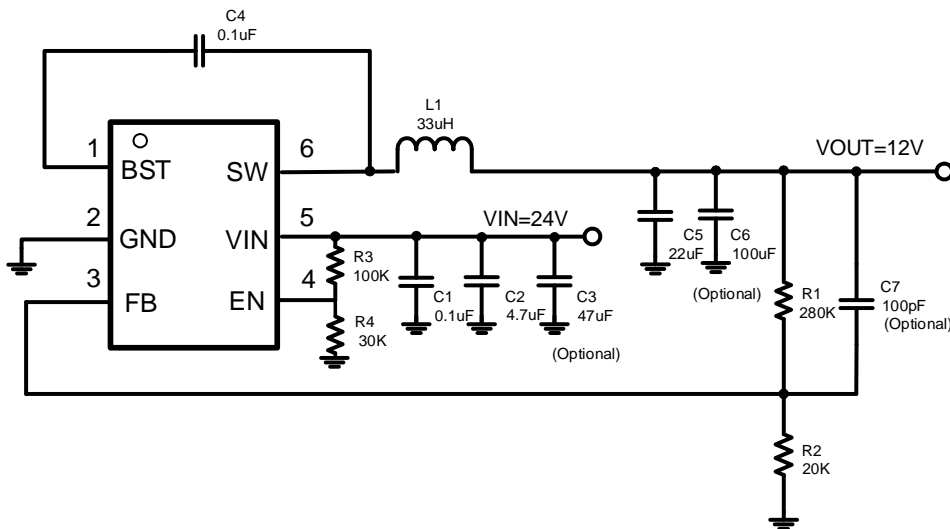 C4
0.1uF
1
BST
2
GND
3
FB
6
SW
5
VIN
4
EN
L1
33uH
VOUT=12V
VIN=24V
R3
100K
R4
30K
C1
0.1uF
C2
4.7uF
C3
47uF
(Optional)
C5
22uF
C6
100uF
(Optional)
R1
280K
C7
100pF
(Optional)
R2
20K